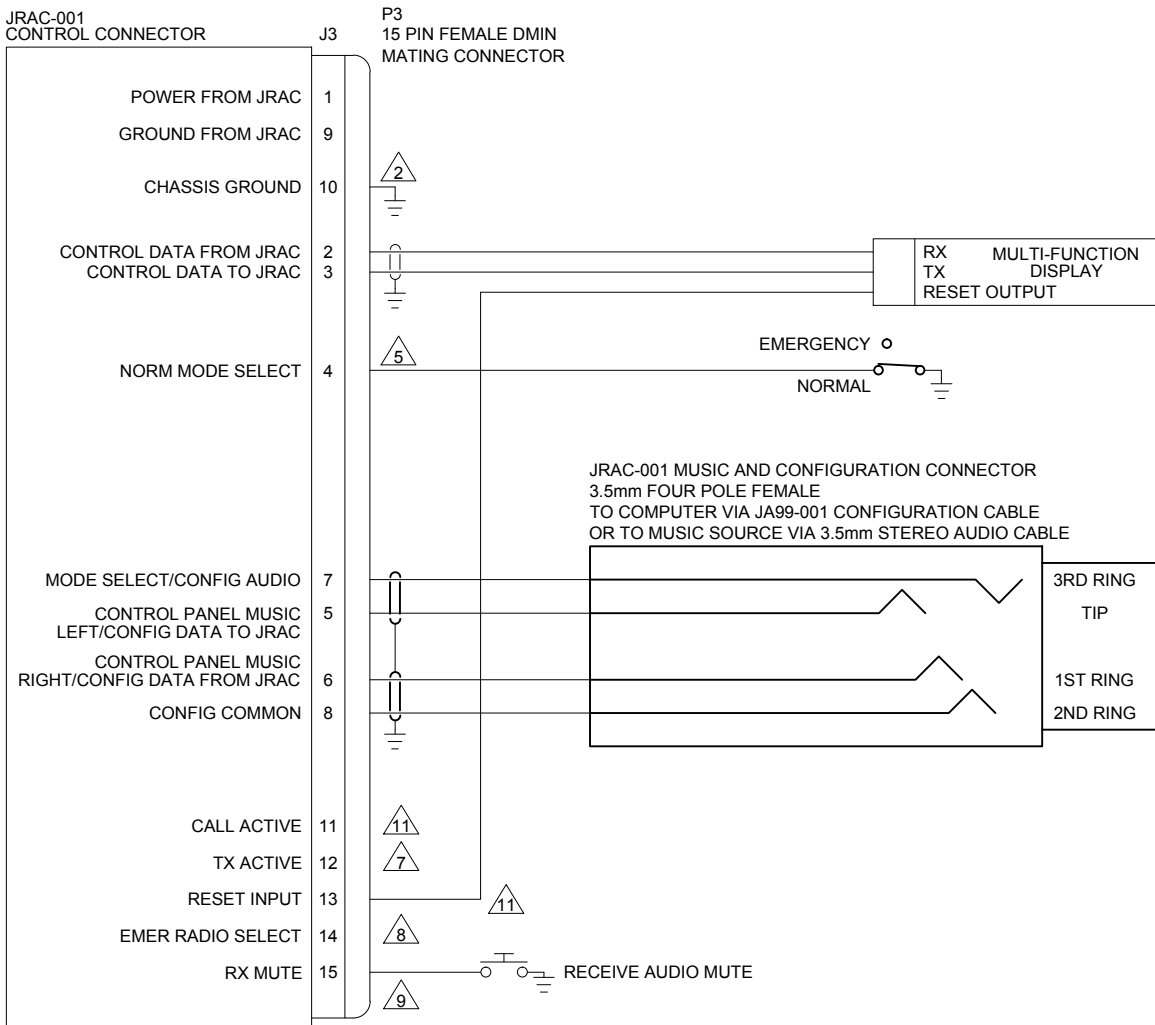 JRAC-001
CONTROL CONNECTOR
J3
P3
15 PIN FEMALE DMIN
MATING CONNECTOR
POWER FROM JRAC 1
GROUND FROM JRAC 9
CHASSIS GROUND 10
2
CONTROL DATA FROM JRAC 2
CONTROL DATA TO JRAC 3
RX
TX
RESET OUTPUT
MULTI-FUNCTION
DISPLAY
NORM MODE SELECT 4
5
EMERGENCY
NORMAL
JRAC-001 MUSIC AND CONFIGURATION CONNECTOR
3.5mm FOUR POLE FEMALE
TO COMPUTER VIA JA99-001 CONFIGURATION CABLE
OR TO MUSIC SOURCE VIA 3.5mm STEREO AUDIO CABLE
MODE SELECT/CONFIG AUDIO 7
3RD RING
CONTROL PANEL MUSIC 5
LEFT/CONFIG DATA TO JRAC
TIP
CONTROL PANEL MUSIC
RIGHT/CONFIG DATA FROM JRAC 6
1ST RING
CONFIG COMMON 8
2ND RING
CALL ACTIVE 11
11
TX ACTIVE 12
7
RESET INPUT 13
11
EMER RADIO SELECT 14
8
RX MUTE 15
RECEIVE AUDIO MUTE
9